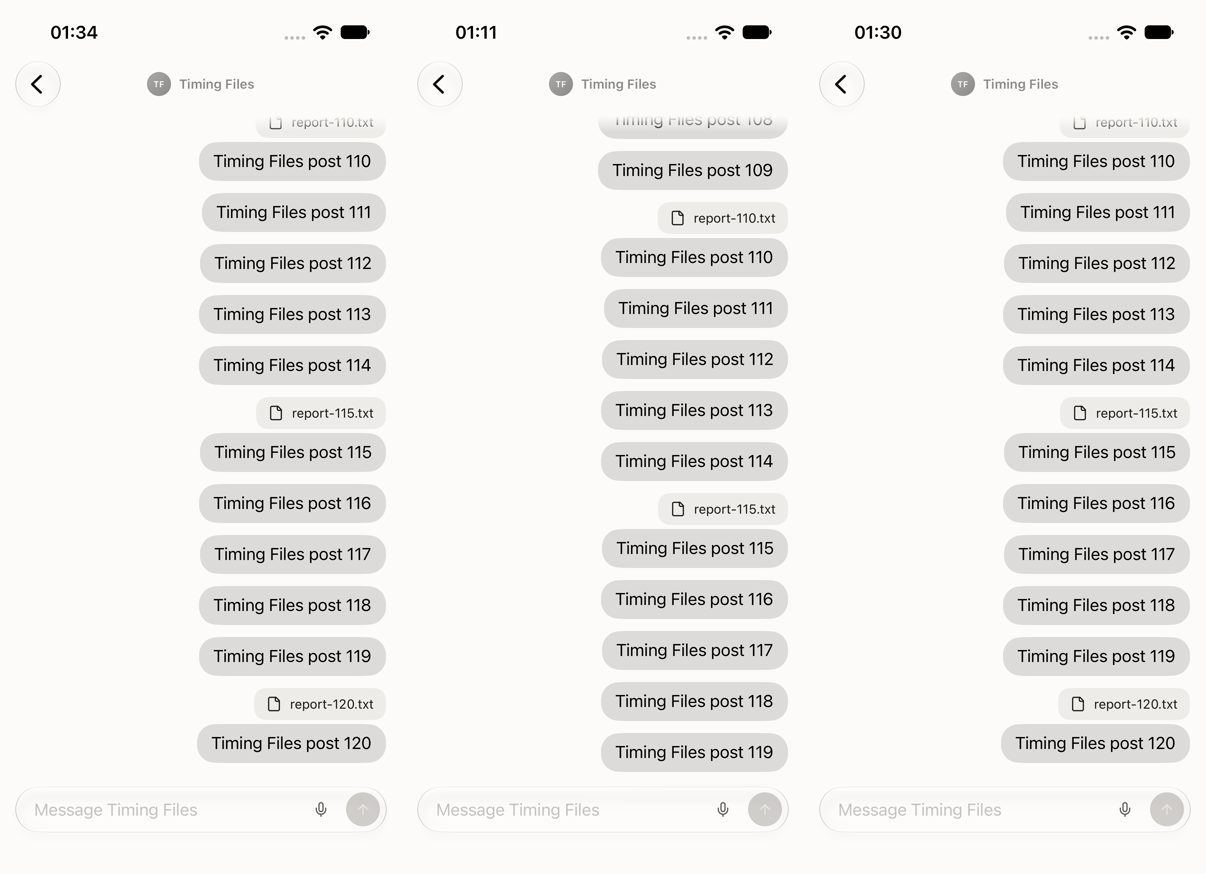 01:34
TF Timing Files
report-110.txt
Timing Files post 110
Timing Files post 111
Timing Files post 112
Timing Files post 113
Timing Files post 114
report-115.txt
Timing Files post 115
Timing Files post 116
Timing Files post 117
Timing Files post 118
Timing Files post 119
report-120.txt
Timing Files post 120
Message Timing Files
01:11
TF Timing Files
Timing Files post 108
Timing Files post 109
report-110.txt
Timing Files post 110
Timing Files post 111
Timing Files post 112
Timing Files post 113
Timing Files post 114
report-115.txt
Timing Files post 115
Timing Files post 116
Timing Files post 117
Timing Files post 118
Timing Files post 119
Message Timing Files
01:30
TF Timing Files
report-110.txt
Timing Files post 110
Timing Files post 111
Timing Files post 112
Timing Files post 113
Timing Files post 114
report-115.txt
Timing Files post 115
Timing Files post 116
Timing Files post 117
Timing Files post 118
Timing Files post 119
report-120.txt
Timing Files post 120
Message Timing Files